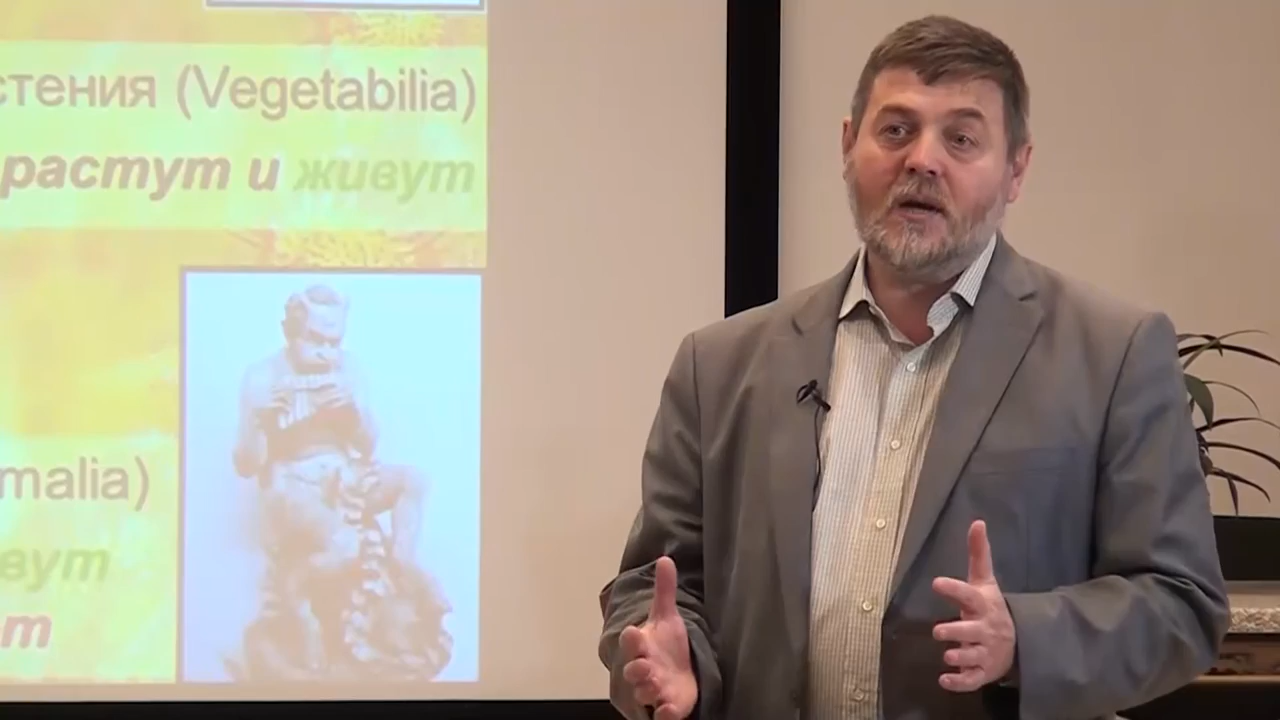 стения (Vegetabilia)
растут и живут
malia)
вут
т